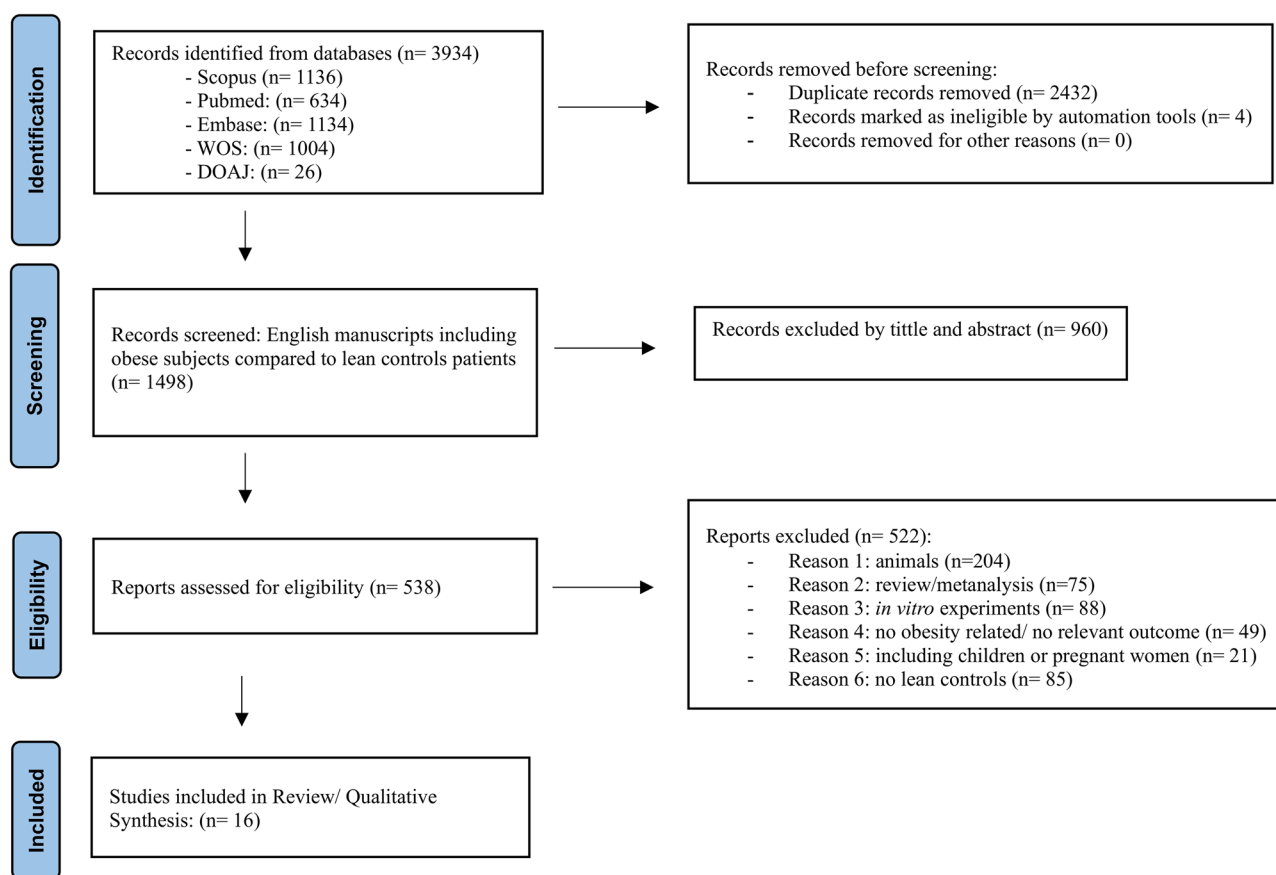 Identification
Records identified from databases (n= 3934)
- Scopus (n= 1136)
- Pubmed: (n= 634)
- Embase: (n= 1134)
- WOS: (n= 1004)
- DOAJ: (n= 26)
Records removed before screening:
- Duplicate records removed (n= 2432)
- Records marked as ineligible by automation tools (n= 4)
- Records removed for other reasons (n= 0)
Screening
Records screened: English manuscripts including
obese subjects compared to lean controls patients
(n= 1498)
Records excluded by tittle and abstract (n= 960)
Eligibility
Reports assessed for eligibility (n= 538)
Reports excluded (n= 522):
- Reason 1: animals (n=204)
- Reason 2: review/metanalysis (n=75)
- Reason 3: in vitro experiments (n= 88)
- Reason 4: no obesity related/ no relevant outcome (n= 49)
- Reason 5: including children or pregnant women (n= 21)
- Reason 6: no lean controls (n= 85)
Included
Studies included in Review/ Qualitative
Synthesis: (n= 16)